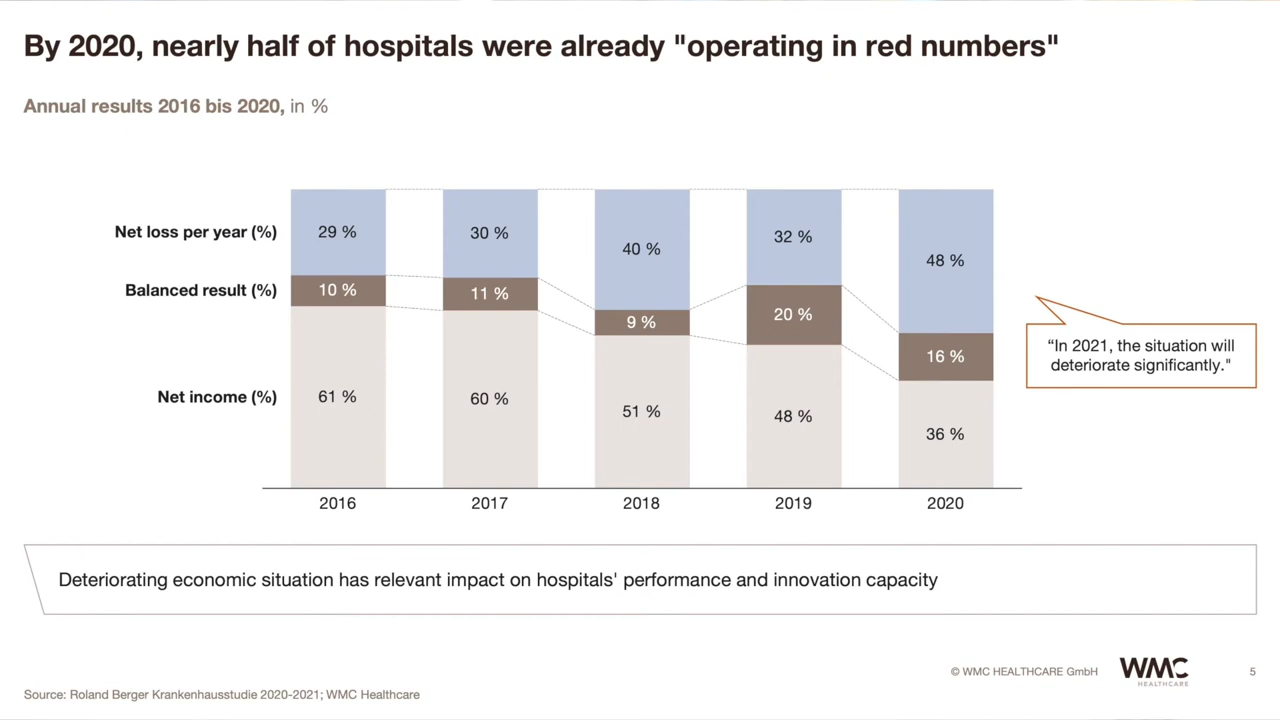 By 2020, nearly half of hospitals were already "operating in red numbers"
Annual results 2016 bis 2020, in %
Net loss per year (%)
29 %
30 %
40 %
32 %
48 %
Balanced result (%)
10 %
11 %
9 %
20 %
16 %
Net income (%)
61 %
60 %
51 %
48 %
36 %
2016
2017
2018
2019
2020
“In 2021, the situation will
deteriorate significantly."
Deteriorating economic situation has relevant impact on hospitals' performance and innovation capacity
© WMC HEALTHCARE GmbH
WMC
HEALTHCARE
5
Source: Roland Berger Krankenhausstudie 2020-2021; WMC Healthcare